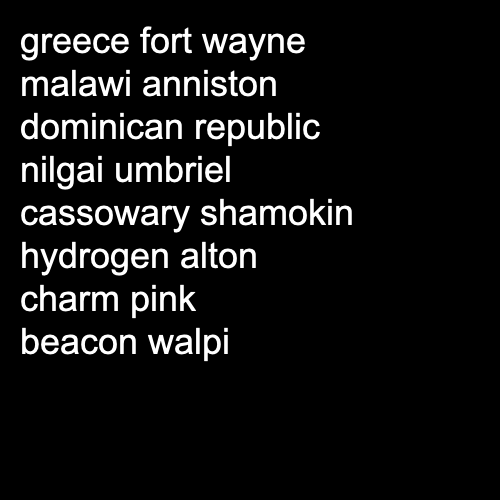 greece fort wayne
malawi anniston
dominican republic
nilgai umbriel
cassowary shamokin
hydrogen alton
charm pink
beacon walpi